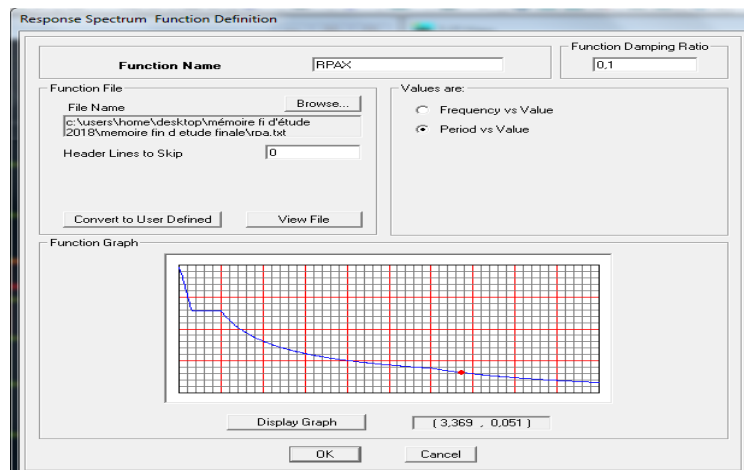 Response Spectrum Function Definition
Function Name
RPAX
Function Damping Ratio
0,1
Function File
File Name
Browse...
c:\users\home\desktop\mémoire fi d'étude
2018\memoire fin d etude finale\rpa.txt
Header Lines to Skip
0
Convert to User Defined
View File
Values are:
Frequency vs Value
Period vs Value
Function Graph
Display Graph
( 3,369 , 0,051 )
OK
Cancel